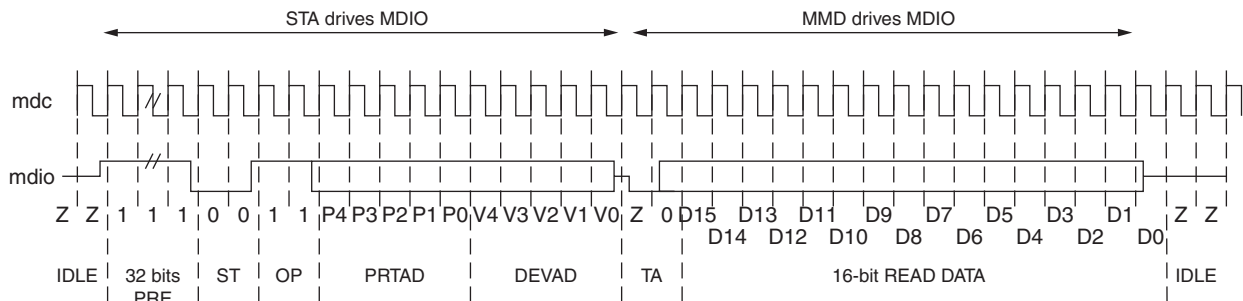 STA drives MDIO MMD drives MDIO
mdc
mdio
Z Z 1 1 1 0 0 1 1 P4 P3 P2 P1 P0 V4 V3 V2 V1 V0 Z 0 D15 D13 D11 D9 D7 D5 D3 D1 Z Z
D14 D12 D10 D8 D6 D4 D2 D0
IDLE 32 bits ST OP PRTAD DEVAD TA 16-bit READ DATA IDLE
PRE